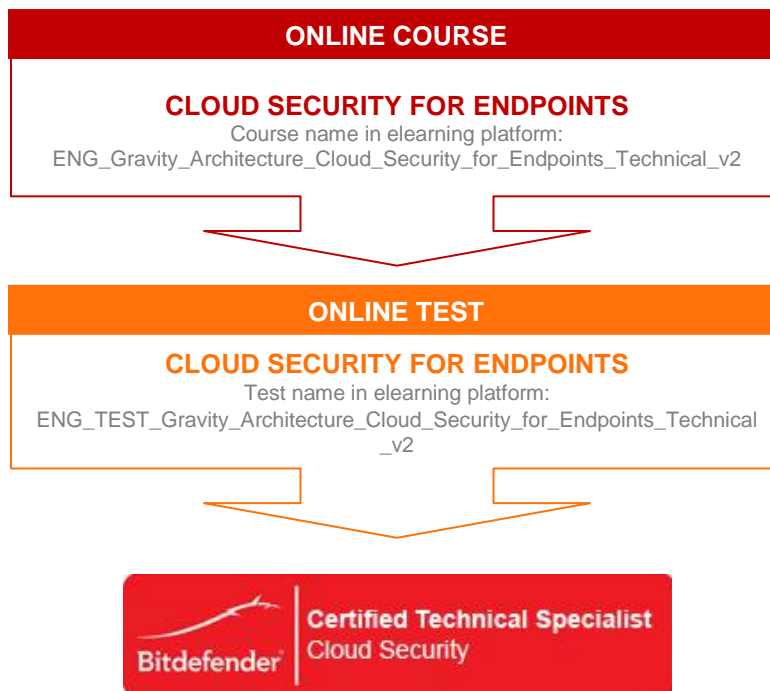 ONLINE COURSE
CLOUD SECURITY FOR ENDPOINTS
Course name in elearning platform:
ENG_Gravity_Architecture_Cloud_Security_for_Endpoints_Technical_v2
ONLINE TEST
CLOUD SECURITY FOR ENDPOINTS
Test name in elearning platform:
ENG_TEST_Gravity_Architecture_Cloud_Security_for_Endpoints_Technical
_v2
Certified Technical Specialist
Cloud Security
Bitdefender